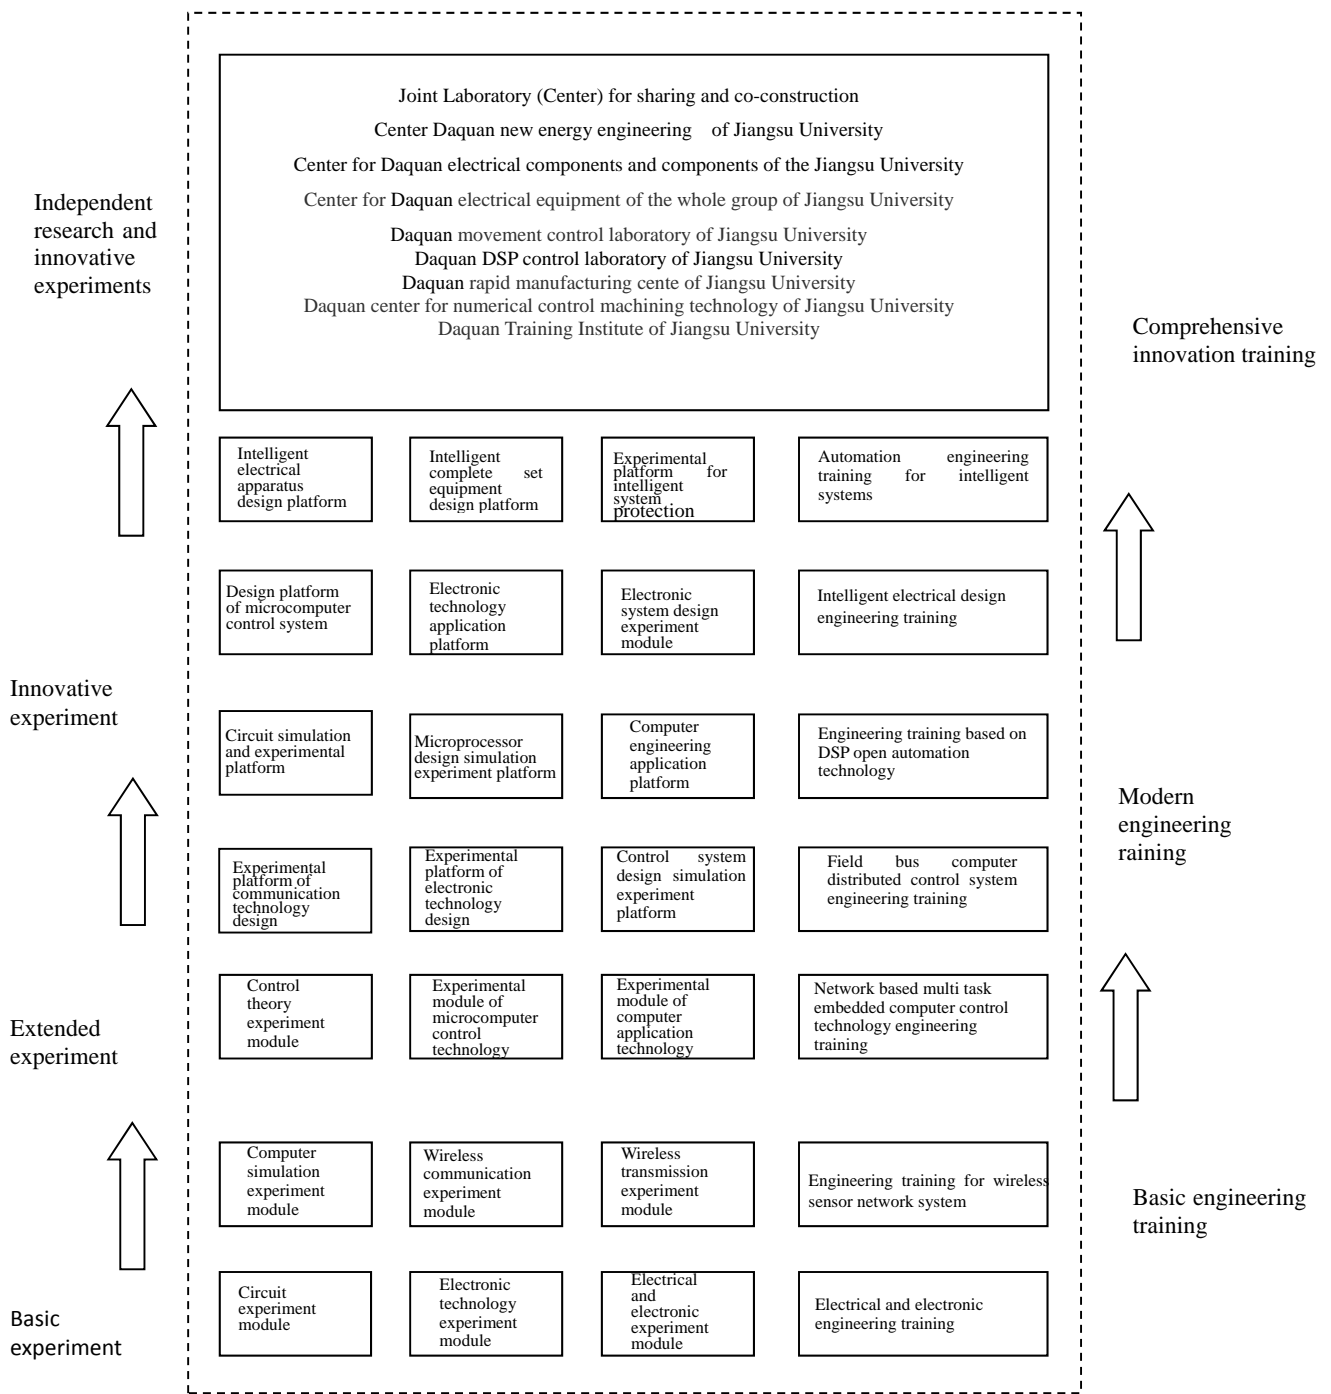 Joint Laboratory (Center) for sharing and co-construction
Center Daquan new energy engineering of Jiangsu University
Center for Daquan electrical components and components of the Jiangsu University
Center for Daquan electrical equipment of the whole group of Jiangsu University
Daquan movement control laboratory of Jiangsu University
Daquan DSP control laboratory of Jiangsu University
Daquan rapid manufacturing cente of Jiangsu University
Daquan center for numerical control machining technology of Jiangsu University
Daquan Training Institute of Jiangsu University
Independent
research and
innovative
experiments
Comprehensive
innovation training
Intelligent
electrical
apparatus
design platform
Intelligent
complete set
equipment
design platform
Experimental
platform for
intelligent
system
protection
Automation engineering
training for intelligent
systems
Design platform
of microcomputer
control system
Electronic
technology
application
platform
Electronic
system design
experiment
module
Intelligent electrical design
engineering training
Innovative
experiment
Circuit simulation
and experimental
platform
Microprocessor
design simulation
experiment platform
Computer
engineering
application
platform
Engineering training based on
DSP open automation
technology
Modern
engineering
raining
Experimental
platform of
communication
technology
design
Experimental
platform of
electronic
technology
design
Control system
design simulation
experiment
platform
Field bus computer
distributed control system
engineering training
Extended
experiment
Control
theory
experiment
module
Experimental
module of
microcomputer
control
technology
Experimental
module of
computer
application
technology
Network based multi task
embedded computer control
technology engineering
training
Computer
simulation
experiment
module
Wireless
communication
experiment
module
Wireless
transmission
experiment
module
Engineering training for wireless
sensor network system
Basic engineering
training
Basic
experiment
Circuit
experiment
module
Electronic
technology
experiment
module
Electrical
and
electronic
experiment
module
Electrical and electronic
engineering training